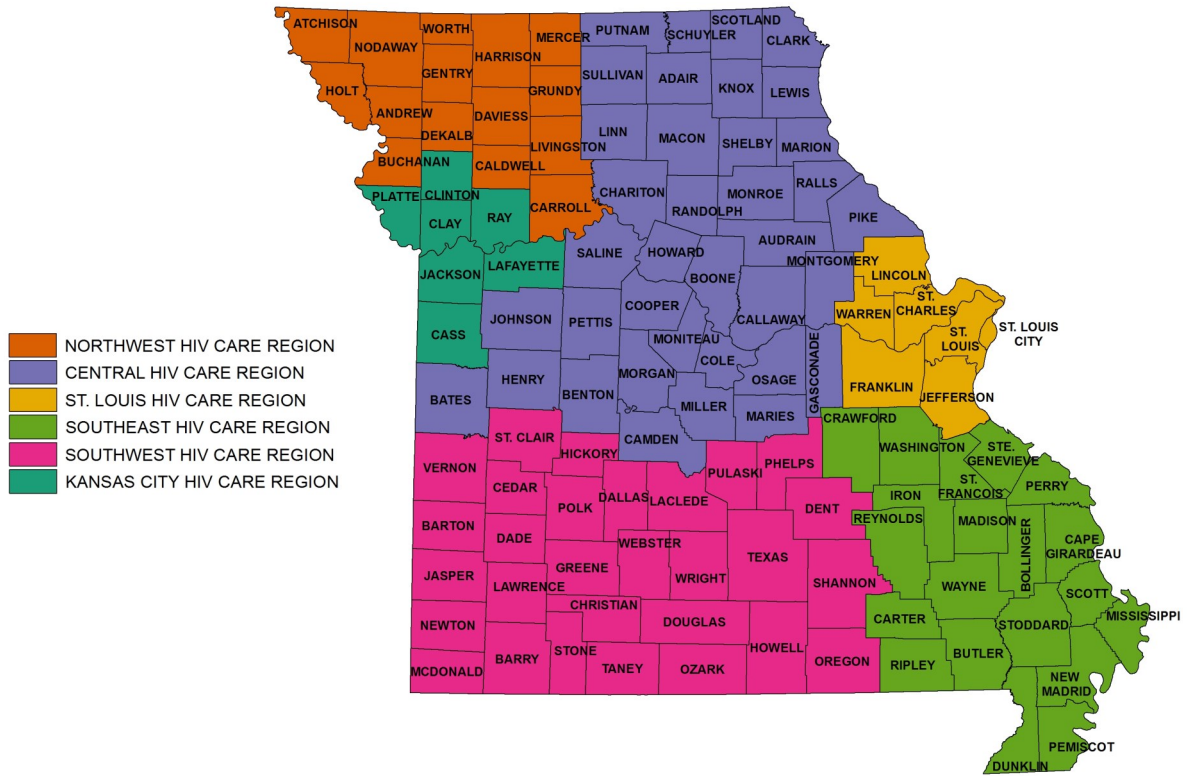 ATCHISON
WORTH
SCOTLAND
NODAWAY
MERCER
PUTNAM
SCHUYLER
CLARK
HARRISON
GENTRY
SULLIVAN
ADAIR
HOLT
GRUNDY
KNOX
LEWIS
ANDREW
DAVIESS
DEKALB
LINN
MACON
SHELBY
MARION
LIVINGSTON
BUCHANAN
CALDWELL
RALLS
PLATTE
CLINTON
CHARITON
MONROE
CARROLL
RANDOLPH
RAY
PIKE
CLAY
AUDRAIN
SALINE
HOWARD
MONTGOMERY
LAFAYETTE
JACKSON
BOONE
LINCOLN
COOPER
ST.
CHARLES
WARREN
JOHNSON
PETTIS
CALLAWAY
CASS
MONITEAU
ST.
LOUIS
ST. LOUIS
CITY
COLE
GASCONADE
MORGAN
HENRY
OSAGE
FRANKLIN
BENTON
JEFFERSON
BATES
MILLER
MARIES
NORTHWEST HIV CARE REGION
CENTRAL HIV CARE REGION
ST. LOUIS HIV CARE REGION
SOUTHEAST HIV CARE REGION
SOUTHWEST HIV CARE REGION
KANSAS CITY HIV CARE REGION
CRAWFORD
ST. CLAIR
CAMDEN
WASHINGTON
STE.
GENEVIEVE
HICKORY
VERNON
PULASKI
PHELPS
ST.
FRANCOIS
PERRY
CEDAR
DALLAS
LACLEDE
IRON
POLK
DENT
REYNOLDS
MADISON
BARTON
DADE
WEBSTER
CAPE
GIRARDEAU
TEXAS
BOLLINGER
GREENE
JASPER
WRIGHT
SHANNON
LAWRENCE
WAYNE
SCOTT
CHRISTIAN
MISSISSIPPI
NEWTON
DOUGLAS
CARTER
STODDARD
HOWELL
STONE
BARRY
BUTLER
OREGON
RIPLEY
MCDONALD
TANEY
OZARK
NEW
MADRID
PEMISCOT
DUNKLIN